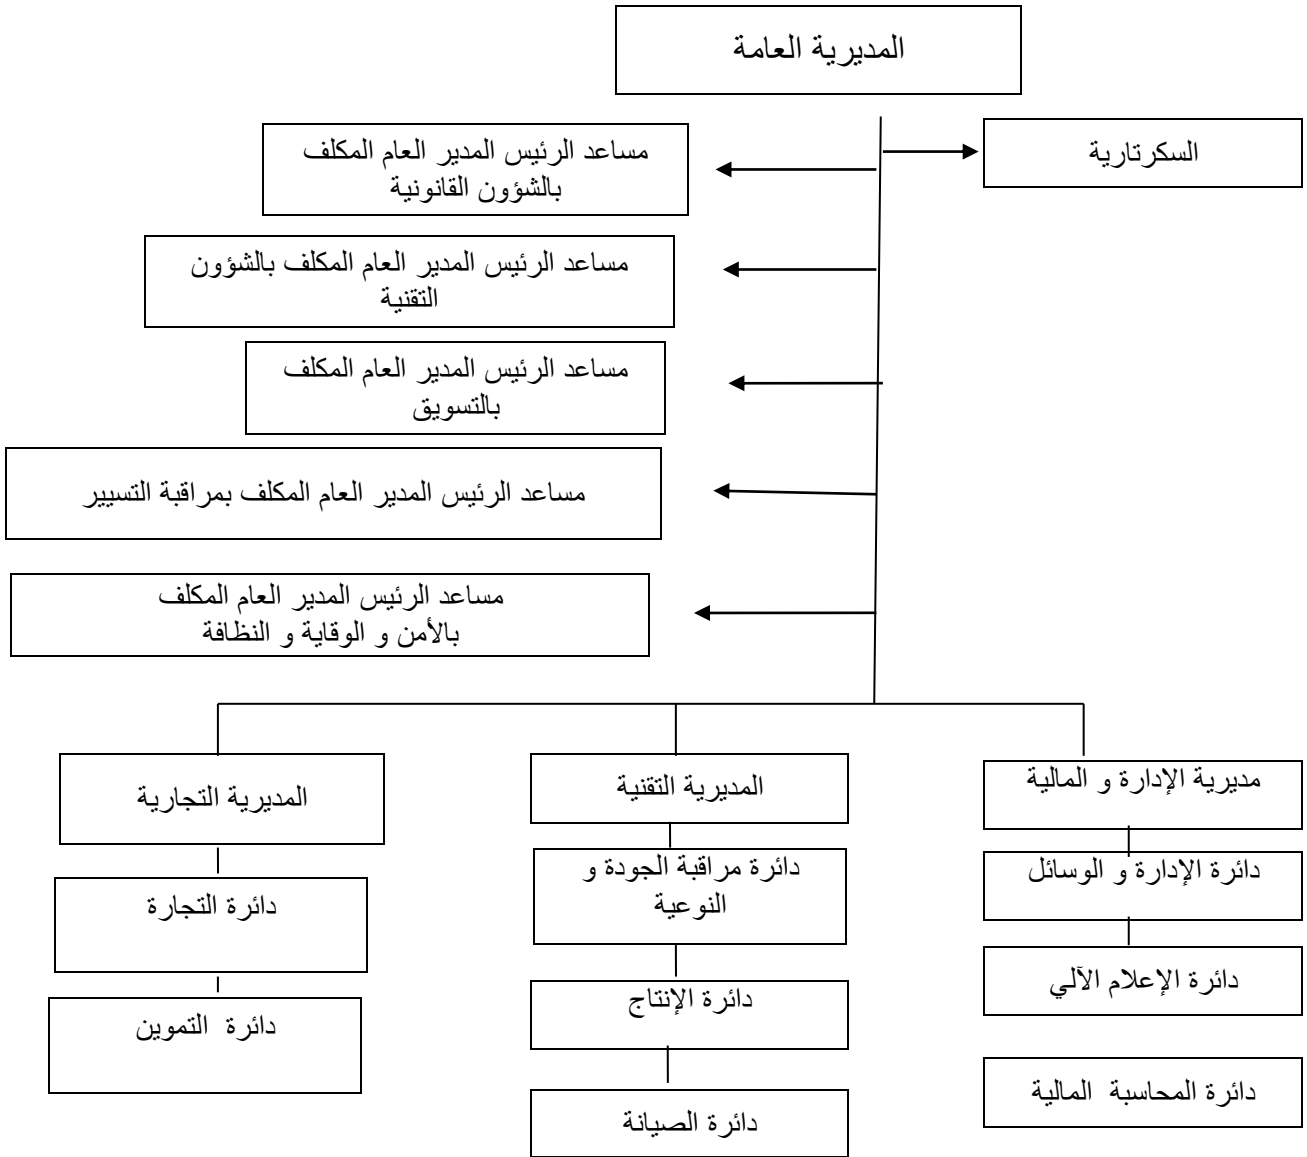 المديرية العامة
السكرتارية
مساعد الرئيس المدير العام المكلف
بالشؤون القانونية
مساعد الرئيس المدير العام المكلف بالشؤون
التقنية
مساعد الرئيس المدير العام المكلف
بالتسويق
مساعد الرئيس المدير العام المكلف بمراقبة التسيير
مساعد الرئيس المدير العام المكلف
بالأمن و الوقاية و النظافة
مديرية الإدارة و المالية
دائرة الإدارة و الوسائل
دائرة الإعلام الآلي
دائرة المحاسبة المالية
المديرية التقنية
دائرة مراقبة الجودة و
النوعية
دائرة الإنتاج
دائرة الصيانة
المديرية التجارية
دائرة التجارة
دائرة التموين